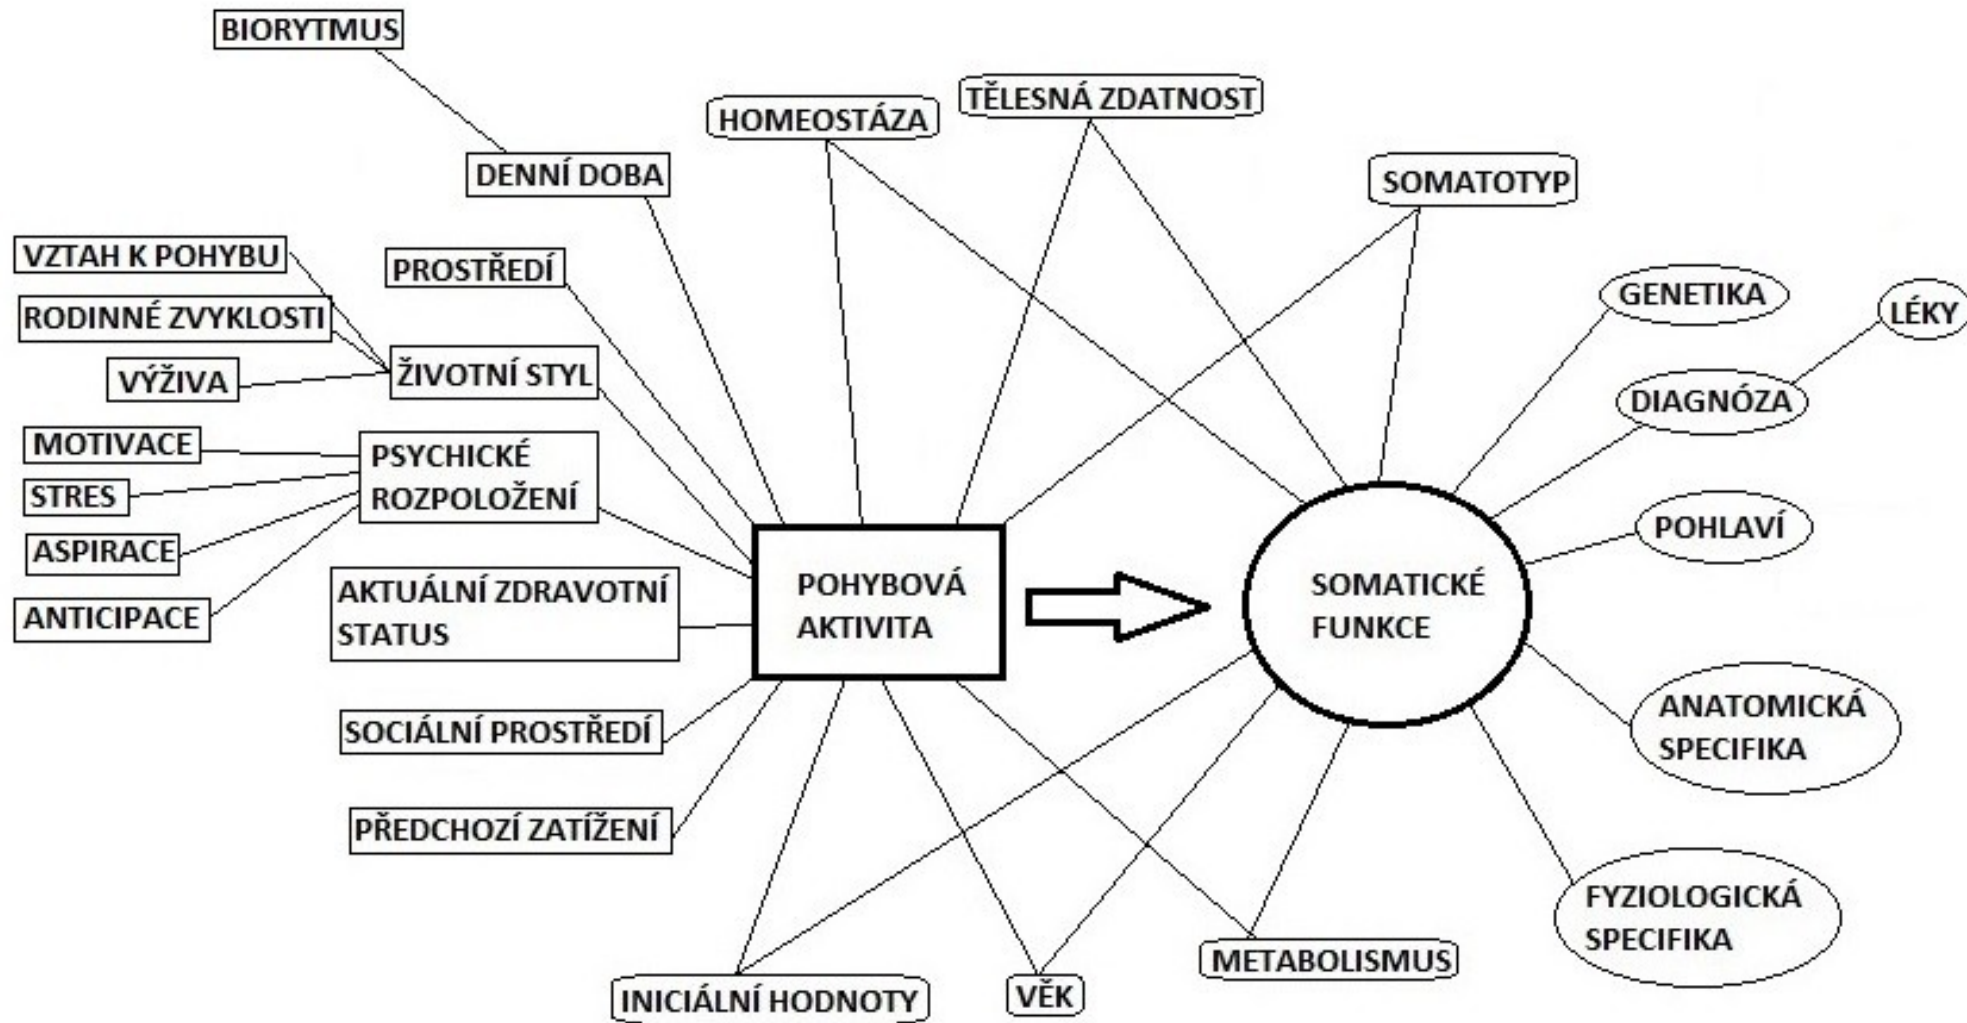 BIORYTMUS
HOMEOSTÁZA
TĚLESNÁ ZDATNOST
DENNÍ DOBA
SOMATOTYP
VZTAH K POHYBU
PROSTŘEDÍ
RODINNÉ ZVYKLOSTI
GENETIKA
LÉKY
VÝŽIVA
ŽIVOTNÍ STYL
DIAGNÓZA
MOTIVACE
PSYCHICKÉ
ROZPOLOŽENÍ
STRES
ASPIRACE
ANTICIPACE
POHLAVÍ
AKTUÁLNÍ ZDRAVOTNÍ
STATUS
POHYBOVÁ
AKTIVITA
SOMATICKÉ
FUNKCE
SOCIÁLNÍ PROSTŘEDÍ
ANATOMICKÁ
SPECIFIKA
PŘEDCHOZÍ ZATÍŽENÍ
FYZIOLOGICKÁ
SPECIFIKA
INICIÁLNÍ HODNOTY
VĚK
METABOLISMUS